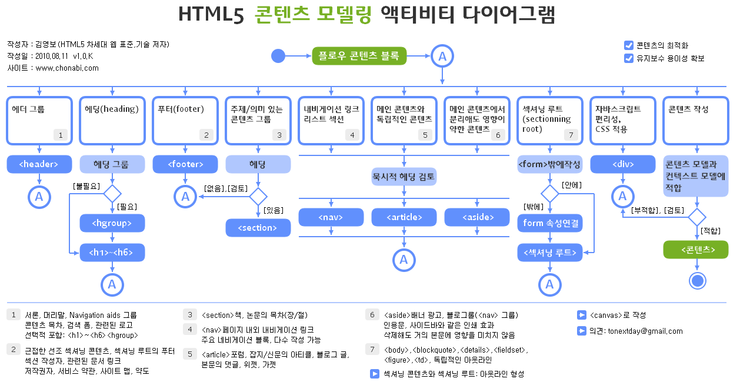 HTML5 콘텐츠 모델링 액티비티 다이어그램
작성자 : 김영보(HTML5 차세대 웹 표준,기술 저자)
작성일 : 2010,08,11 v1,0,K
사이트 : www.chonabi.com
플로우 콘텐츠 블록
A
콘텐츠의 최적화
유지보수 용이성 확보
헤더 그룹
1
헤딩(heading)
푸터(footer)
2
주제/의미 있는
콘텐츠 그룹
3
내비게이션 링크
리스트 섹션
4
메인 콘텐츠와
독립적인 콘텐츠
5
메인 콘텐츠에서
분리해도 영향이
약한 콘텐츠
6
섹셔닝 루트
(sectionning
root)
7
자바스크립트
편리성,
CSS 적용
콘텐츠 작성
<header>
헤딩 그룹
<footer>
헤딩
<form>밖에작성
<div>
콘텐츠 모델과
컨텍스트 모델에
적합
묵시적 헤딩 검토
A
[불필요]
[필요]
A
[없음],[검토]
[있음]
[안에]
[밖에]
A
[부적합], [검토]
[적합]
<hgroup>
<section>
<nav>
<article>
<aside>
form 속성연결
<h1>~<h6>
A
A
A
A
<섹셔닝 루트>
<콘텐츠>
A
A
1 서론, 머리말, Navigation aids 그룹
콘텐츠 목차, 검색 폼, 관련된 로고
선택적 포함: <h1>~<h6> <hgroup>
2 근접한 선조 섹셔닝 콘텐츠, 섹셔닝 루트의 푸터
섹션 작성자, 관련된 문서 링크
저작권자, 서비스 약관, 사이트 맵, 약도
3 <section>책, 논문의 목차(장/절)
4 <nav>페이지 내외 내비게이션 링크
주요 네비게이션 블록, 다수 작성 가능
5 <article>포럼, 잡지/신문의 아티클, 블로그 글,
본문의 댓글, 위젯, 가젯
6 <aside>배너 광고, 블로그롤(<nav> 그룹)
인용문, 사이드바와 같은 인쇄 효과
삭제해도 거의 본문에 영향을 미치지 않음
7 <body>, <blockquote>, <details>, <fieldset>,
<figure>, <td>, 독립적인 아웃라인
섹셔닝 콘텐츠와 섹셔닝 루트: 아웃라인 형성
<canvas>로 작성
의견: tonextday@gmail.com